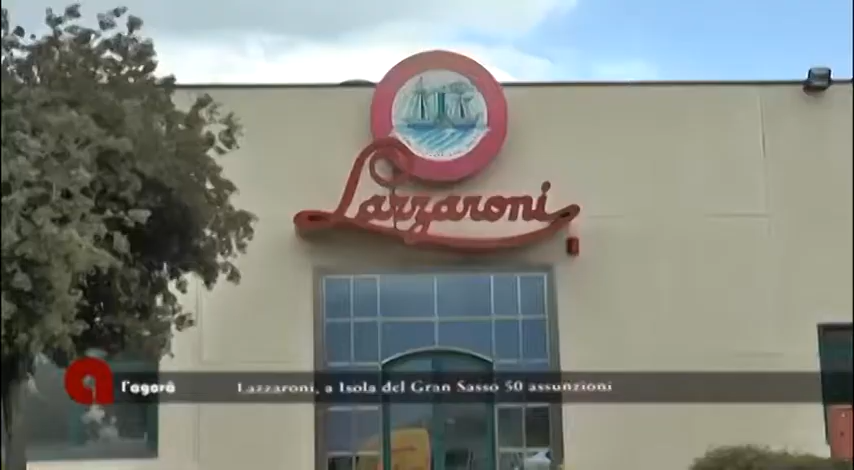 Lazzaroni
l'agorà
Lazzaroni, a Isola del Gran Sasso 50 assunzioni